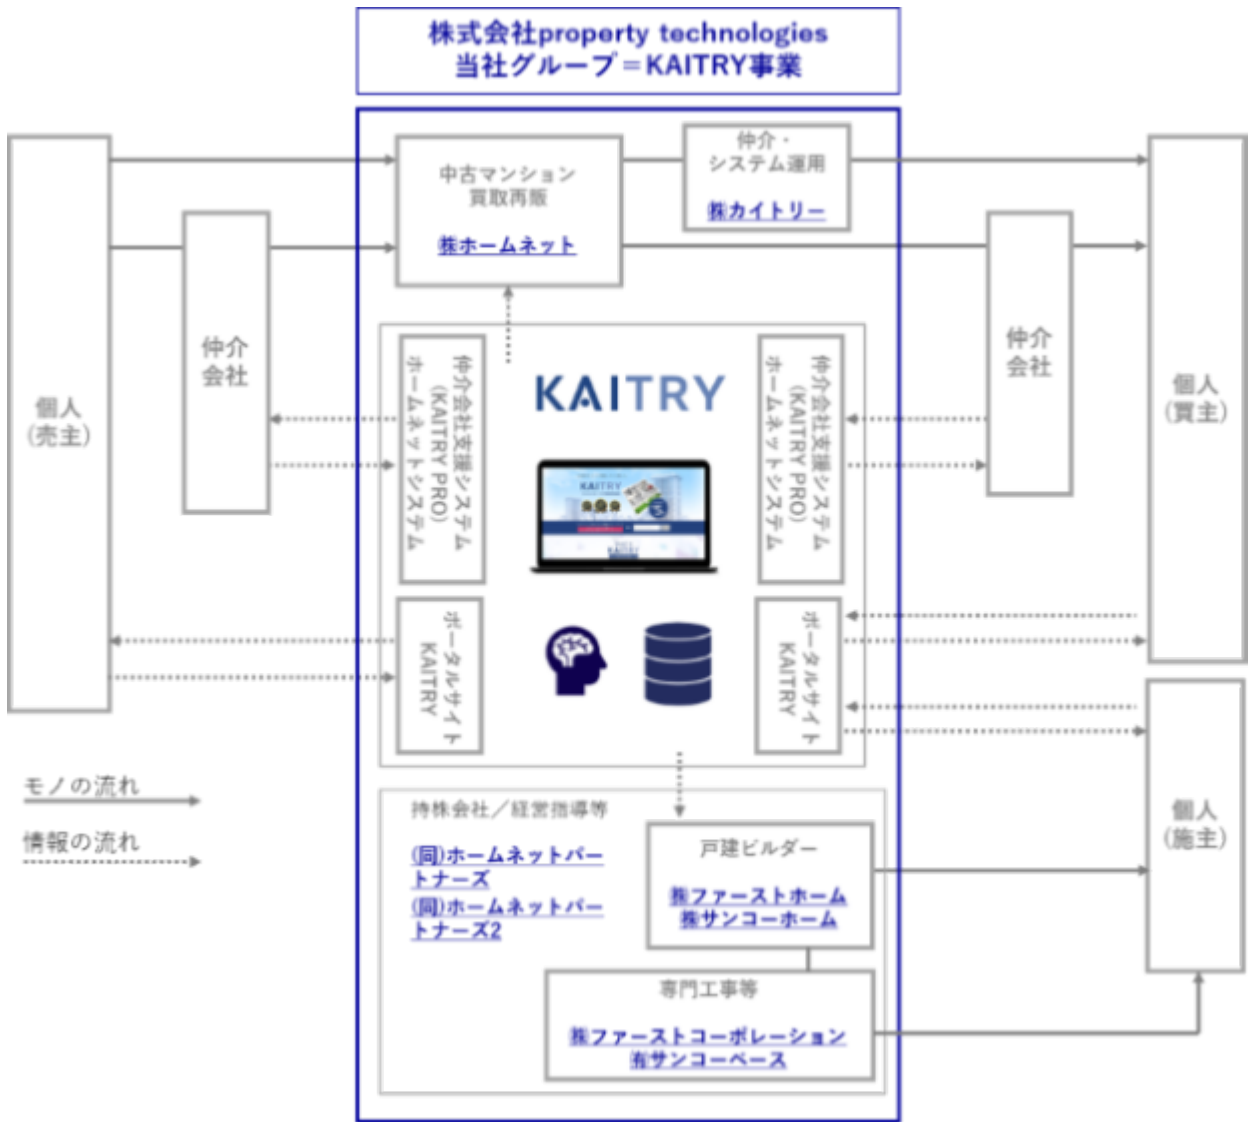 株式会社property technologies
当社グループ=KAITRY事業
個人
(売主)
仲介
会社
中古マンション
買取再販
㈱ホームネット
仲介・
システム運用
㈱カイトリー
仲介
会社
個人
(買主)
仲介会社支援システム
(KAITRY PRO)
ホームネットシステム
KAITRY
KAITRY
仲介会社支援システム
(KAITRY PRO)
ホームネットシステム
ポータルサイト
KAITRY
ポータルサイト
KAITRY
モノの流れ
情報の流れ
持株会社/経営指導等
(同)ホームネットパー
トナーズ
(同)ホームネットパー
トナーズ2
戸建ビルダー
㈱ファーストホーム
㈱サンコーホーム
専門工事等
㈱ファーストコーポレーション
㈲サンコーベース
個人
(施主)